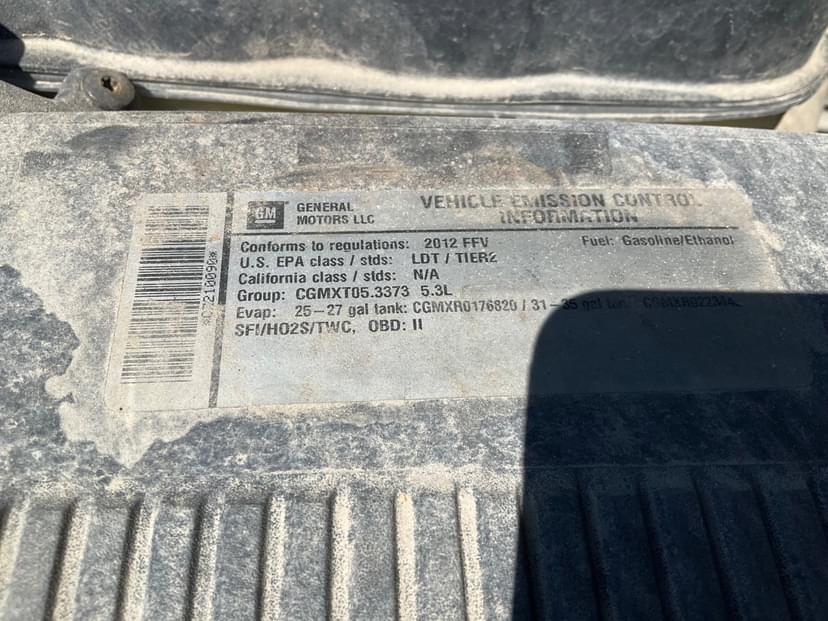 GM GENERAL MOTORS LLC
VEHICLE EMISSION CONTROL
INFORMATION
Conforms to regulations: 2012 FFV Fuel: Gasoline/Ethanol
U.S. EPA class / stds: LDT / TIER2
California class / stds: N/A
Group: CGMXT05.3373 5.3L
Evap: 25-27 gal tank: CGMXR0176820 / 31-35 gal
SFI/HO2S/TWC, OBD: II
*C7210090*